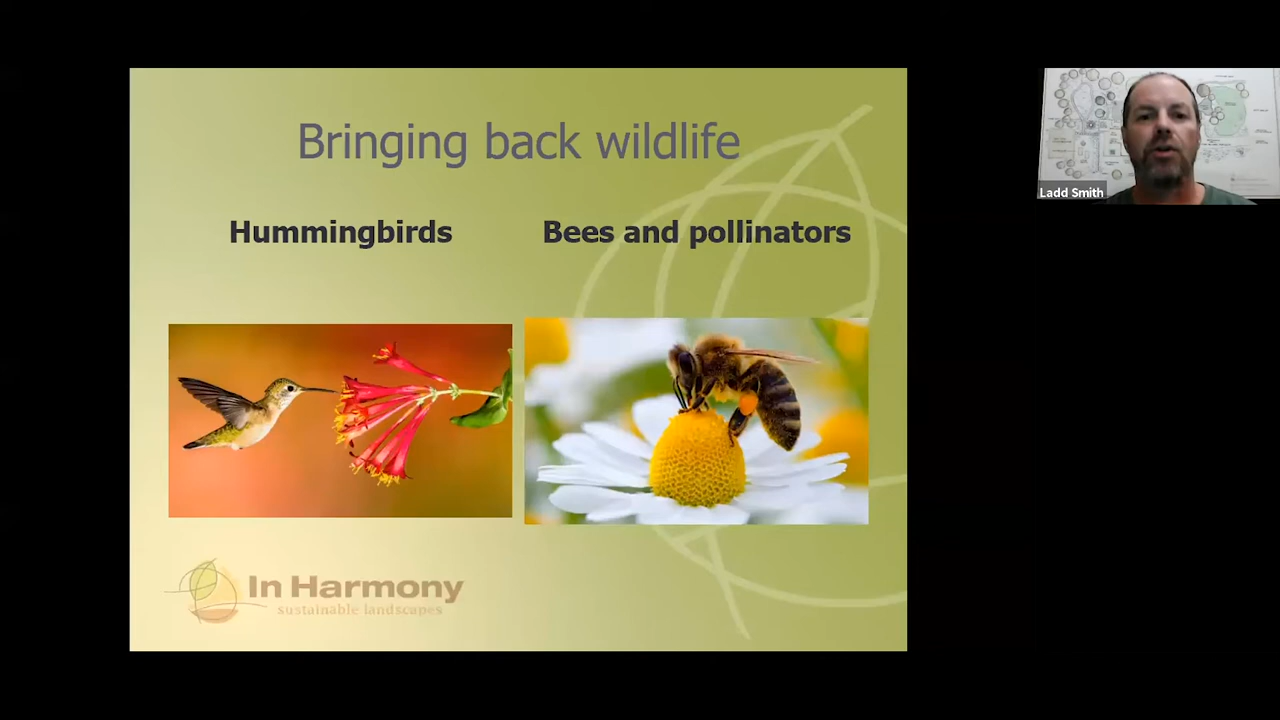 Bringing back wildlife
Hummingbirds
Bees and pollinators
In Harmony
sustainable landscapes
Ladd Smith